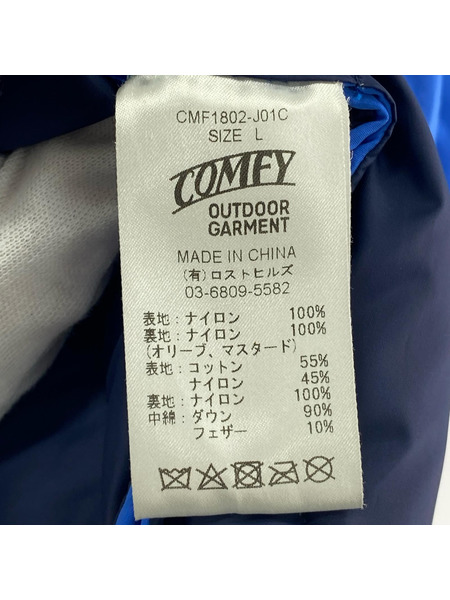 CMF1802-J01C
SIZE L
COMFY
OUTDOOR
GARMENT
MADE IN CHINA
(有)ロストヒルズ
03-6809-5582
表地:ナイロン 100%
裏地:ナイロン 100%
(オリーブ、マスタード)
表地:コットン 55%
ナイロン 45%
裏地:ナイロン 100%
中綿:ダウン 90%
フェザー 10%